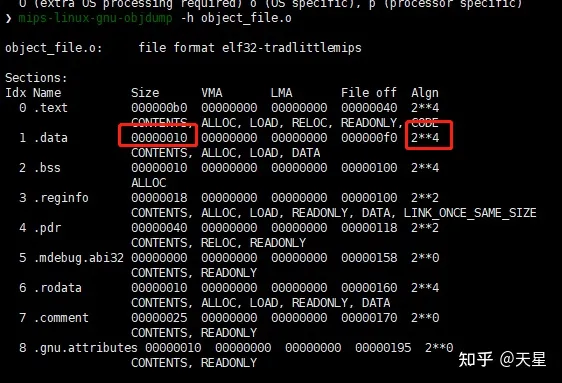 O (extra OS processing required) o (OS specific), p (processor specific)
❯ mips-linux-gnu-objdump -h object_file.o
object_file.o:     file format elf32-tradlittlemips
Sections:
Idx Name          Size      VMA       LMA       File off  Algn
  0 .text         000000b0  00000000  00000000  00000040  2**4
                  CONTENTS, ALLOC, LOAD, RELOC, READONLY, CODE
  1 .data         00000010  00000000  00000000  000000f0  2**4
                  CONTENTS, ALLOC, LOAD, DATA
  2 .bss          00000010  00000000  00000000  00000100  2**4
                  ALLOC
  3 .reginfo      00000018  00000000  00000000  00000100  2**2
                  CONTENTS, ALLOC, LOAD, READONLY, DATA, LINK_ONCE_SAME_SIZE
  4 .pdr          00000040  00000000  00000000  00000118  2**2
                  CONTENTS, RELOC, READONLY
  5 .mdebug.abi32 00000000  00000000  00000000  00000158  2**0
                  CONTENTS, READONLY
  6 .rodata       00000010  00000000  00000000  00000160  2**4
                  CONTENTS, ALLOC, LOAD, READONLY, DATA
  7 .comment      00000025  00000000  00000000  00000170  2**0
                  CONTENTS, READONLY
  8 .gnu.attributes 00000010  00000000  00000000  00000195  2**0
                  CONTENTS, READONLY
知乎 @天星